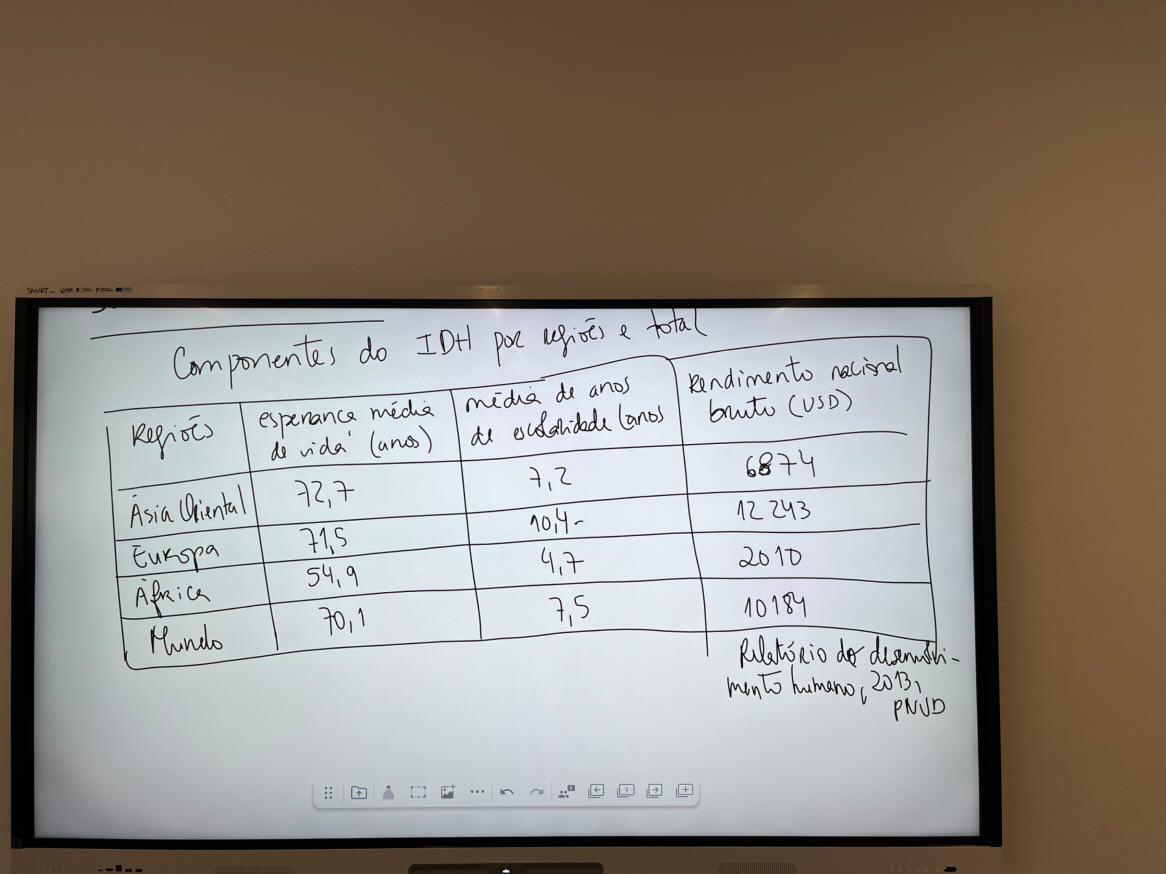 SMART
Componentes do IDH por regiões e total
Regiões
esperança média
de vida (anos)
média de anos
de escolaridade (anos
Rendimento nacional
bruto (USD)
Ásia Oriental 72,7 7,2 6874
Europa 71,5 10,4- 12 243
África 54,9 4,7 2010
Mundo 70,1 7,5 10184
Relatório do desenvolvi-
mento humano, 2013,
PNUD
1